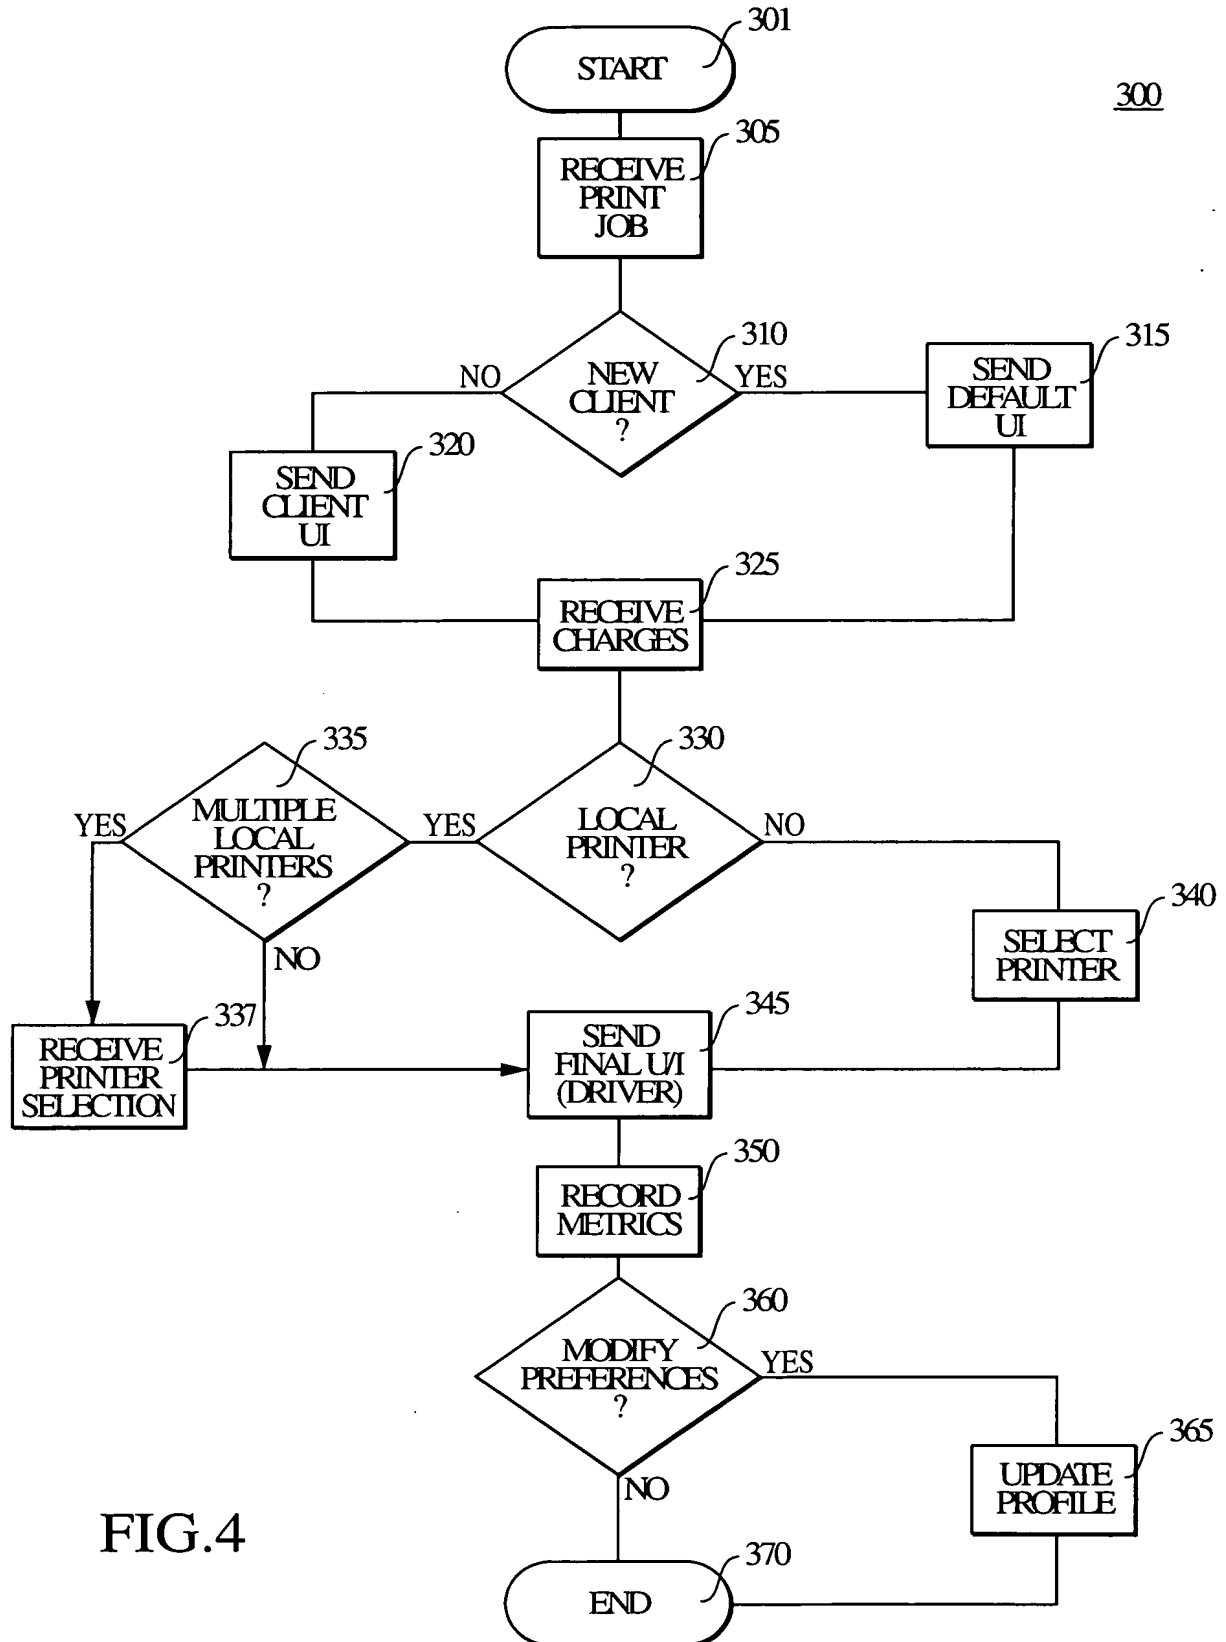 301
START
300
305
RECEIVE
PRINT
JOB
310
NEW
CLIENT
?
NO
YES
315
SEND
DEFAULT
UI
320
SEND
CLIENT
UI
325
RECEIVE
CHARGES
335
MULTIPLE
LOCAL
PRINTERS
?
YES
NO
YES
330
LOCAL
PRINTER
?
NO
340
SELECT
PRINTER
337
RECEIVE
PRINTER
SELECTION
345
SEND
FINAL U/I
(DRIVER)
350
RECORD
METRICS
360
MODIFY
PREFERENCES
?
YES
NO
365
UPDATE
PROFILE
370
END
FIG.4